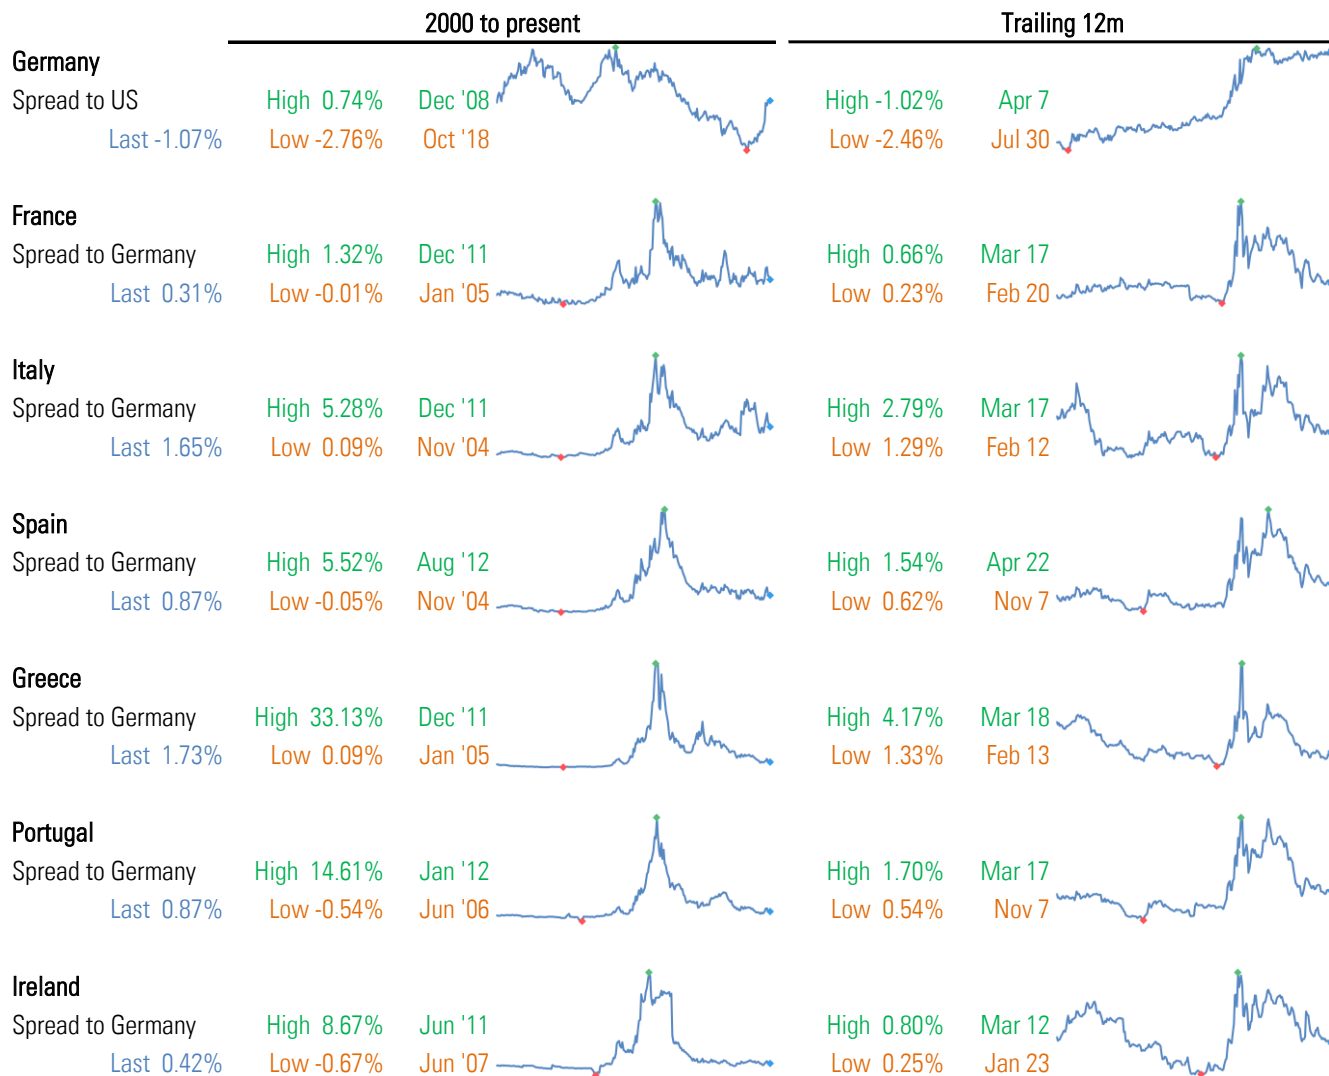 2000 to present Trailing 12m
Germany
Spread to US High 0.74% Dec '08 High -1.02% Apr 7
Last -1.07% Low -2.76% Oct '18 Low -2.46% Jul 30
France
Spread to Germany High 1.32% Dec '11 High 0.66% Mar 17
Last 0.31% Low -0.01% Jan '05 Low 0.23% Feb 20
Italy
Spread to Germany High 5.28% Dec '11 High 2.79% Mar 17
Last 1.65% Low 0.09% Nov '04 Low 1.29% Feb 12
Spain
Spread to Germany High 5.52% Aug '12 High 1.54% Apr 22
Last 0.87% Low -0.05% Nov '04 Low 0.62% Nov 7
Greece
Spread to Germany High 33.13% Dec '11 High 4.17% Mar 18
Last 1.73% Low 0.09% Jan '05 Low 1.33% Feb 13
Portugal
Spread to Germany High 14.61% Jan '12 High 1.70% Mar 17
Last 0.87% Low -0.54% Jun '06 Low 0.54% Nov 7
Ireland
Spread to Germany High 8.67% Jun '11 High 0.80% Mar 12
Last 0.42% Low -0.67% Jun '07 Low 0.25% Jan 23